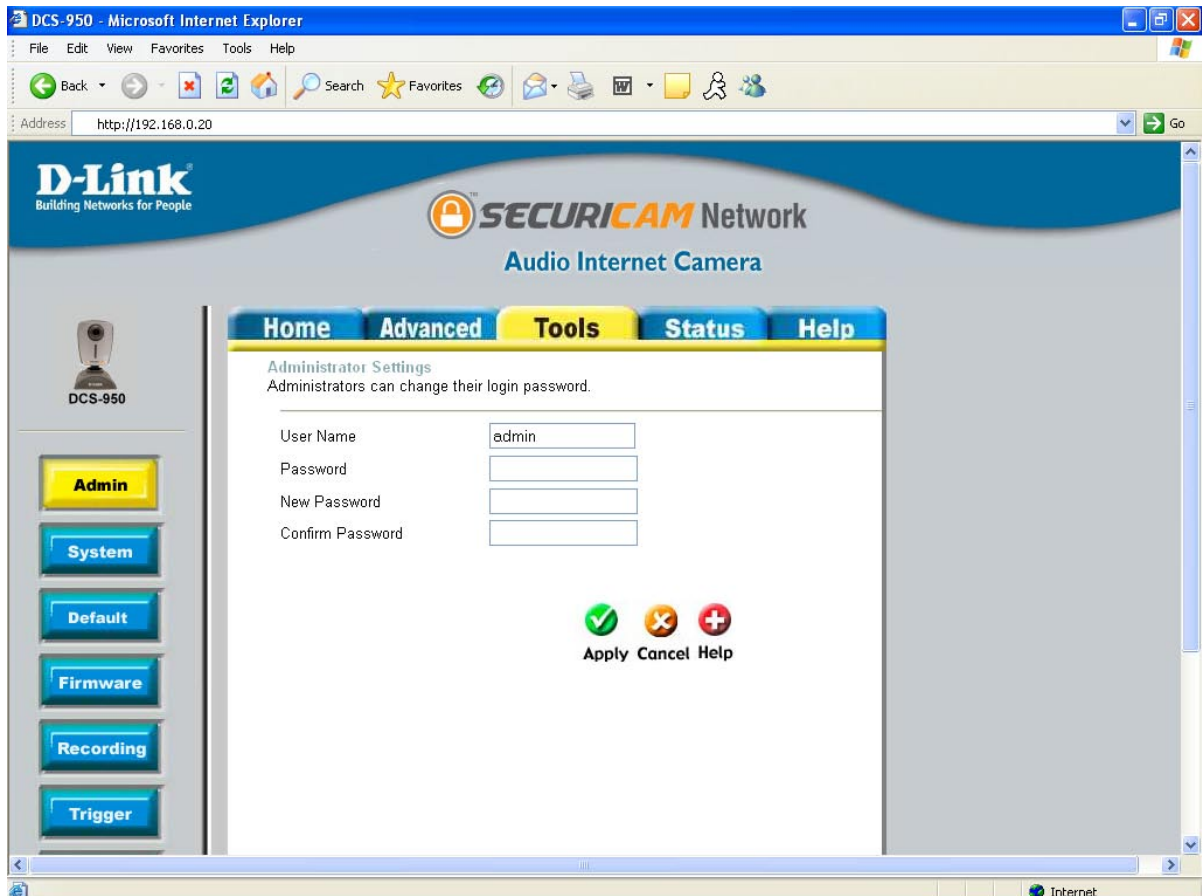 DCS-950 - Microsoft Internet Explorer
File Edit View Favorites Tools Help
Back Search Favorites
Address http://192.168.0.20 Go
D-Link
Building Networks for People
SECURICAM Network
™
Audio Internet Camera
DCS-950
Home Advanced Tools Status Help
Administrator Settings
Administrators can change their login password.
User Name admin
Password
New Password
Confirm Password
Apply Cancel Help
Admin
System
Default
Firmware
Recording
Trigger
Internet